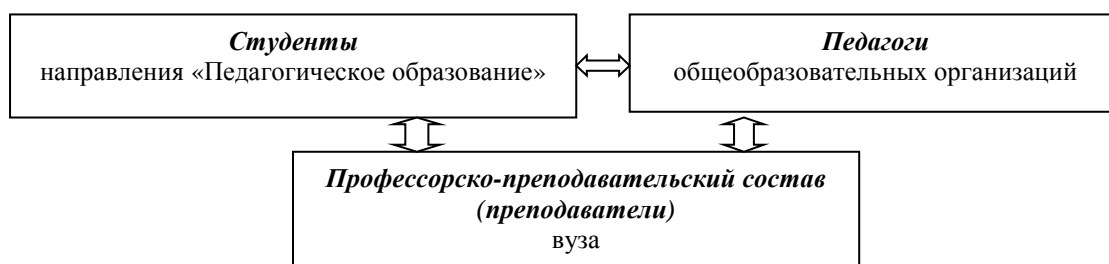 Студенты
направления «Педагогическое образование»
Педагоги
общеобразовательных организаций
Профессорско-преподавательский состав
(преподаватели)
вуза